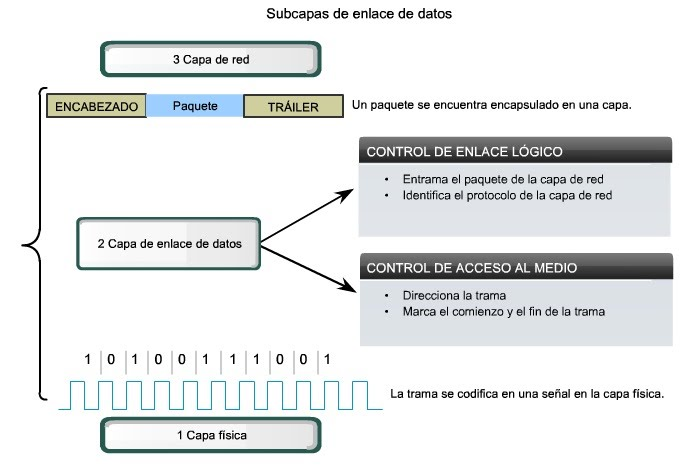 Subcapas de enlace de datos
3 Capa de red
ENCABEZADO Paquete TRÁILER
Un paquete se encuentra encapsulado en una capa.
CONTROL DE ENLACE LÓGICO
• Entrama el paquete de la capa de red
• Identifica el protocolo de la capa de red
2 Capa de enlace de datos
CONTROL DE ACCESO AL MEDIO
• Direcciona la trama
• Marca el comienzo y el fin de la trama
1 0 1 0 0 1 1 1 0 0 1
La trama se codifica en una señal en la capa física.
1 Capa física